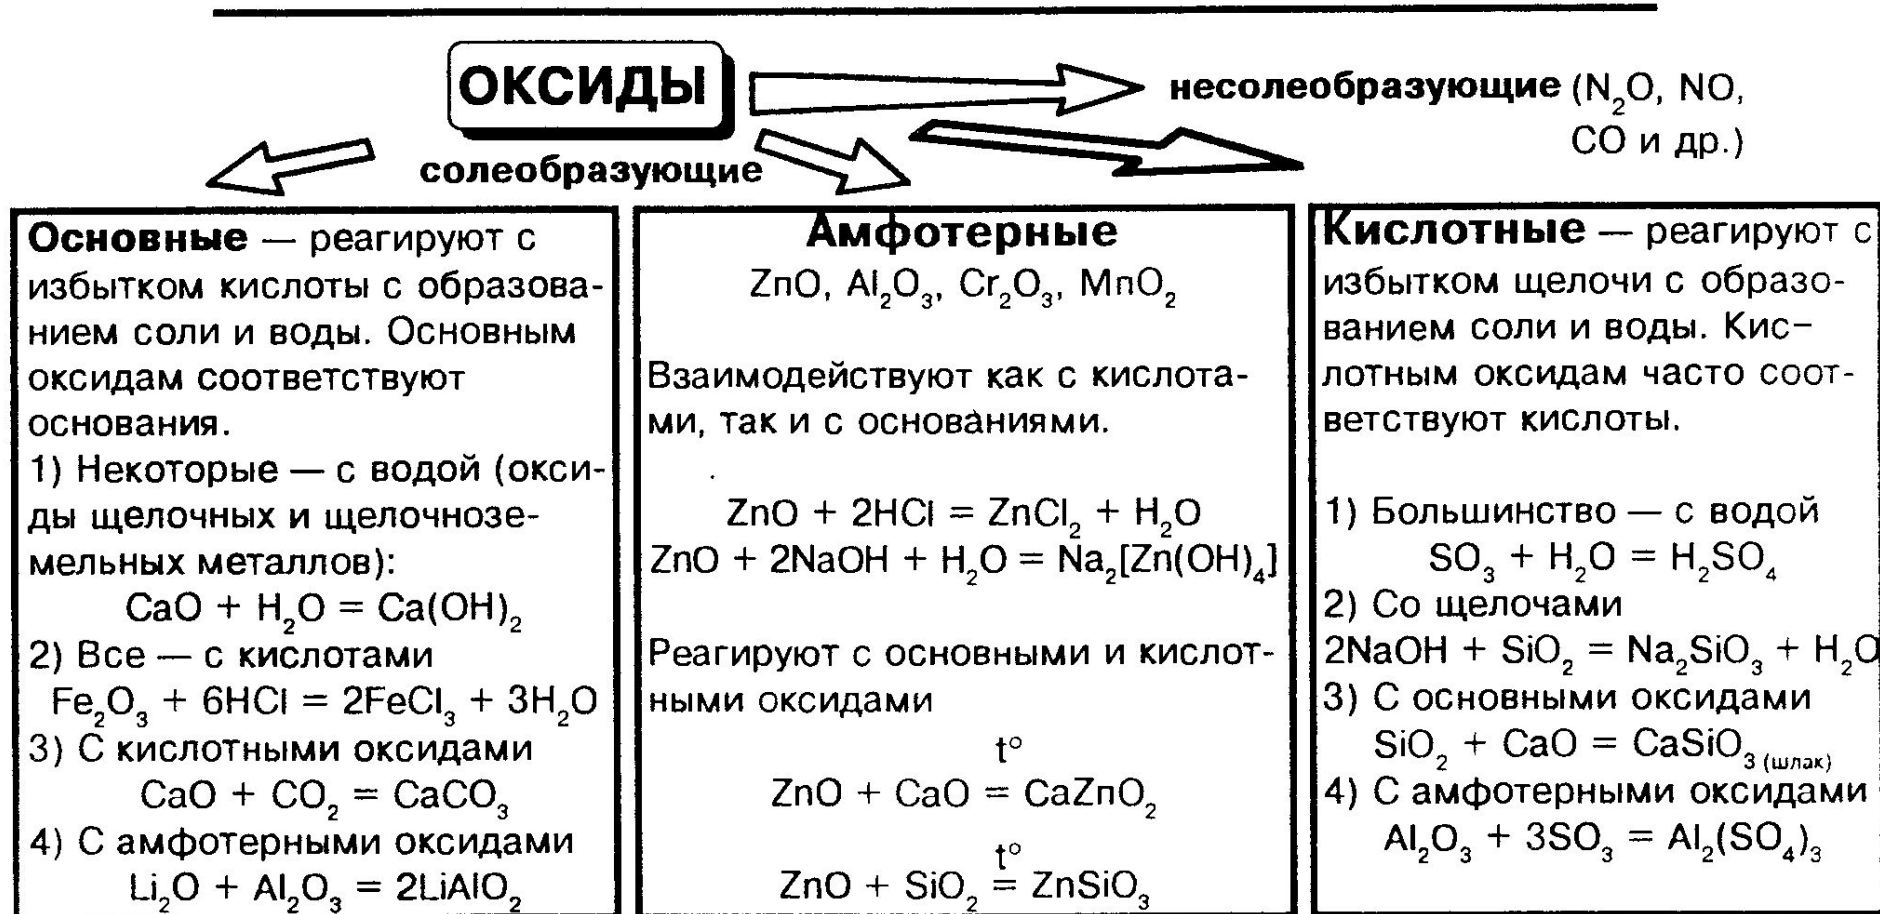 ОКСИДЫ
несолеобразующие (N₂O, NO,
CO и др.)
солеобразующие
Основные — реагируют с
избытком кислоты с образова-
нием соли и воды. Основным
оксидам соответствуют
основания.
1) Некоторые — с водой (окси-
ды щелочных и щелочнозе-
мельных металлов):
CaO + H₂O = Ca(OH)₂
2) Все — с кислотами
Fe₂O₃ + 6HCl = 2FeCl₃ + 3H₂O
3) С кислотными оксидами
CaO + CO₂ = CaCO₃
4) С амфотерными оксидами
Li₂O + Al₂O₃ = 2LiAlO₂
Амфотерные
ZnO, Al₂O₃, Cr₂O₃, MnO₂
Взаимодействуют как с кислота-
ми, так и с основаниями.
ZnO + 2HCl = ZnCl₂ + H₂O
ZnO + 2NaOH + H₂O = Na₂[Zn(OH)₄]
Реагируют с основными и кислот-
ными оксидами
t°
ZnO + CaO = CaZnO₂
t°
ZnO + SiO₂ = ZnSiO₃
Кислотные — реагируют с
избытком щелочи с образо-
ванием соли и воды. Кис-
лотным оксидам часто соот-
ветствуют кислоты.
1) Большинство — с водой
SO₃ + H₂O = H₂SO₄
2) Со щелочами
2NaOH + SiO₂ = Na₂SiO₃ + H₂O
3) С основными оксидами
SiO₂ + CaO = CaSiO₃ (шлак)
4) С амфотерными оксидами
Al₂O₃ + 3SO₃ = Al₂(SO₄)₃